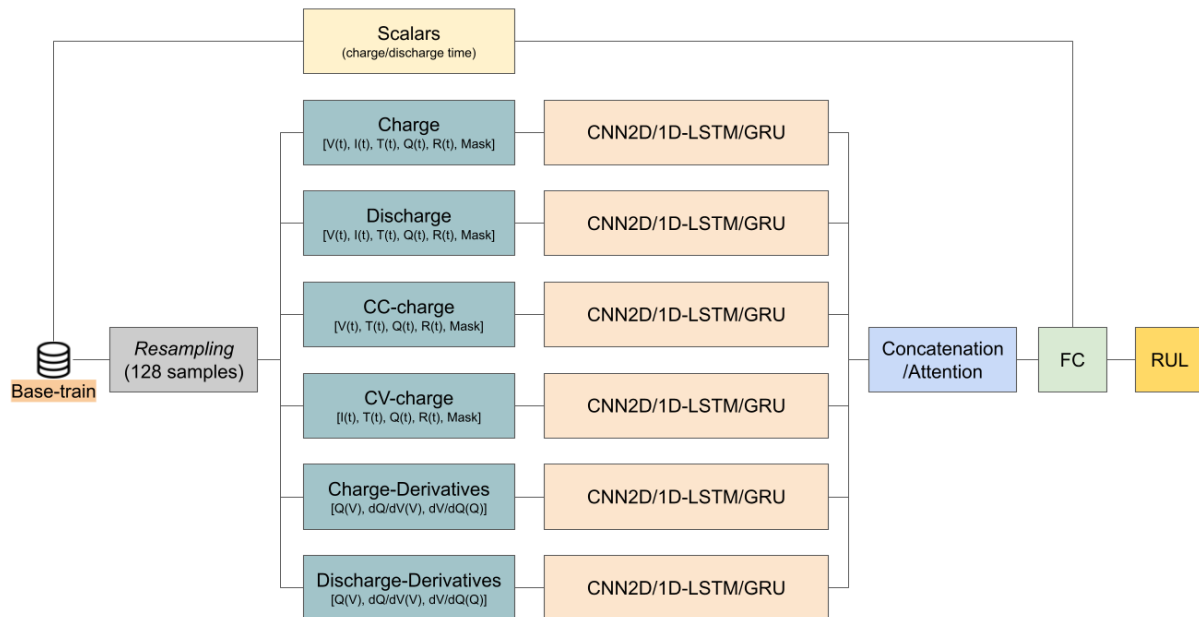 Scalars
(charge/discharge time)
Charge
[V(t), I(t), T(t), Q(t), R(t), Mask]
CNN2D/1D-LSTM/GRU
Discharge
[V(t), I(t), T(t), Q(t), R(t), Mask]
CNN2D/1D-LSTM/GRU
CC-charge
[V(t), T(t), Q(t), R(t), Mask]
CNN2D/1D-LSTM/GRU
Base-train
Resampling
(128 samples)
Concatenation
/Attention
FC
RUL
CV-charge
[I(t), T(t), Q(t), R(t), Mask]
CNN2D/1D-LSTM/GRU
Charge-Derivatives
[Q(V), dQ/dV(V), dV/dQ(Q)]
CNN2D/1D-LSTM/GRU
Discharge-Derivatives
[Q(V), dQ/dV(V), dV/dQ(Q)]
CNN2D/1D-LSTM/GRU